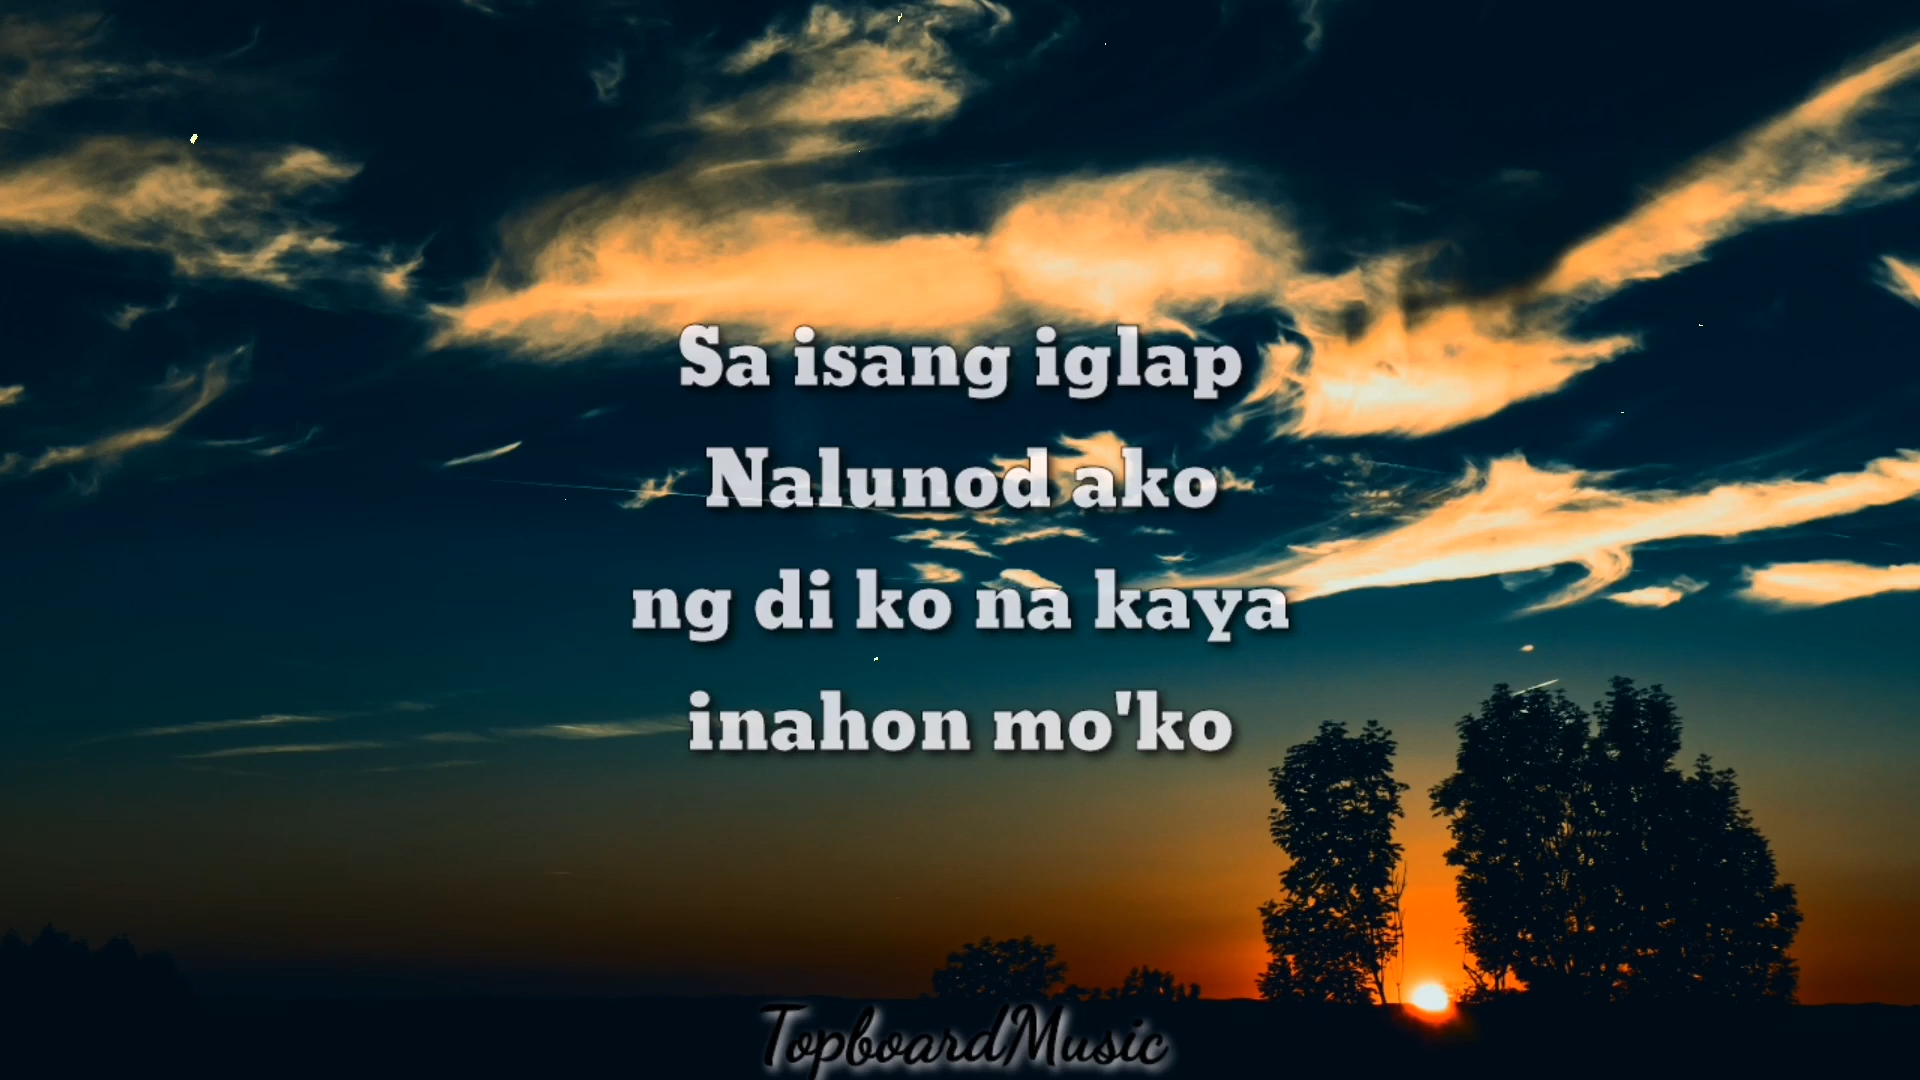 Sa isang iglap
Nalunod ako
ng di ko na kaya
inahon mo'ko
TopboardMusic